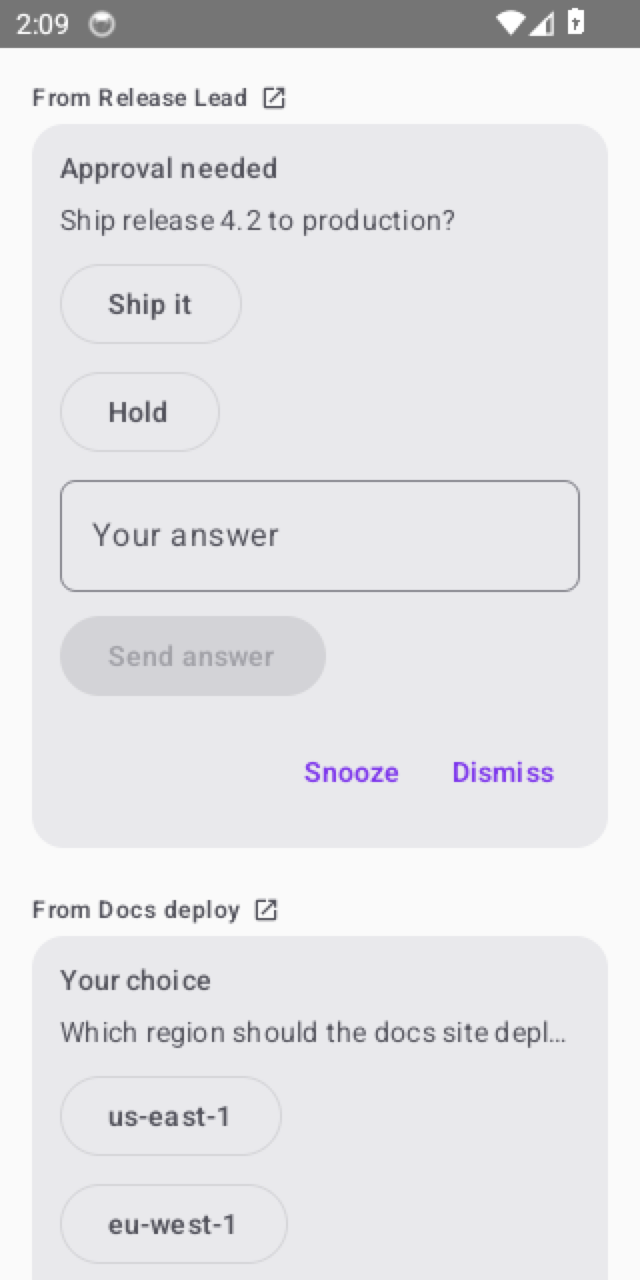 2:09
From Release Lead
Approval needed
Ship release 4.2 to production?
Ship it
Hold
Your answer
Send answer
Snooze Dismiss
From Docs deploy
Your choice
Which region should the docs site depl…
us-east-1
eu-west-1